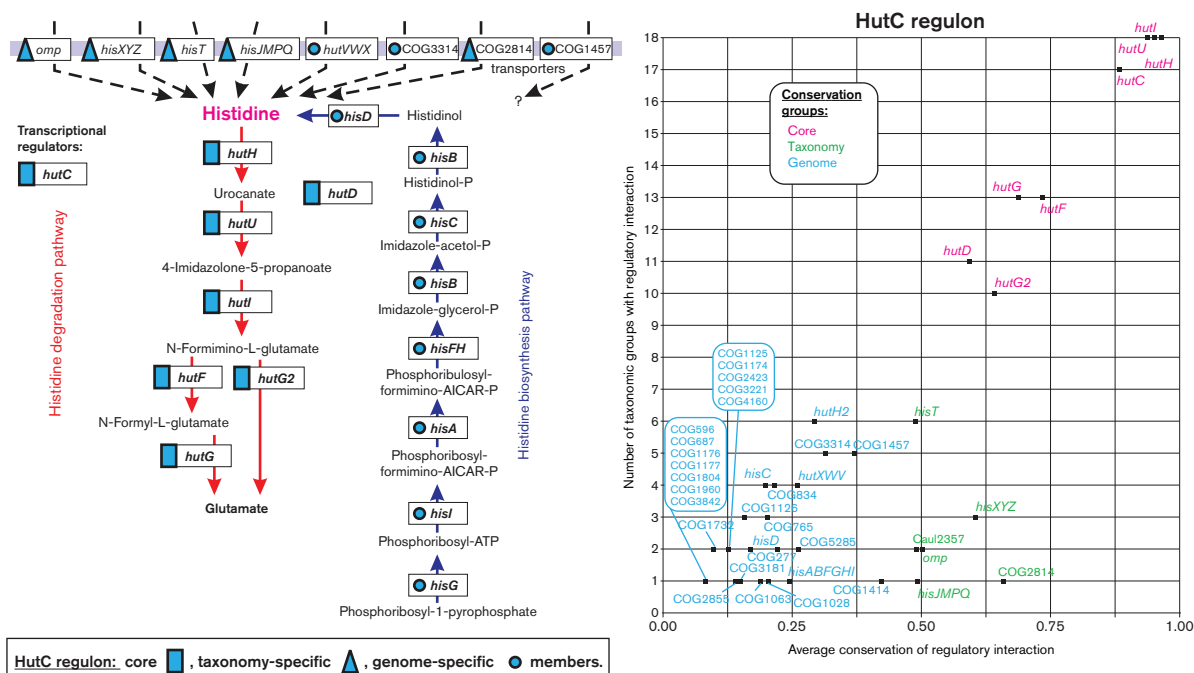 omp
hisXYZ
hisT
hisJMPQ
hutVWX
COG3314
COG2814
COG1457
transporters
?
Histidine
hisD
Histidinol
Transcriptional
regulators:
hutC
hutH
Urocanate
hutD
hutU
4-Imidazolone-5-propanoate
hutI
N-Formimino-L-glutamate
hutF
hutG2
N-Formyl-L-glutamate
hutG
Glutamate
Histidine degradation pathway
hisB
Histidinol-P
hisC
Imidazole-acetol-P
hisB
Imidazole-glycerol-P
hisFH
Phosphoribulosyl-
formimino-AICAR-P
hisA
Phosphoribosyl-
formimino-AICAR-P
hisI
Phosphoribosyl-ATP
hisG
Phosphoribosyl-1-pyrophosphate
Histidine biosynthesis pathway
HutC regulon: core , taxonomy-specific , genome-specific members.
HutC regulon
Number of taxonomic groups with regulatory interaction
18
17
16
15
14
13
12
11
10
9
8
7
6
5
4
3
2
1
0
0.00
0.25
0.50
0.75
1.00
Average conservation of regulatory interaction
Conservation
groups:
Core
Taxonomy
Genome
hutI
hutU
hutH
hutC
hutG
hutF
hutD
hutG2
COG1125
COG1174
COG2423
COG3221
COG4160
COG596
COG687
COG1176
COG1177
COG1804
COG1960
COG3842
hutH2
hisT
COG3314
COG1457
hisC
hutXWV
COG834
COG1126
COG765
hisXYZ
COG1732
hisD
COG277
COG5285
Caul2357
omp
COG3181
hisABFGHI
COG2855
COG1063
COG1028
COG1414
hisJMPQ
COG2814